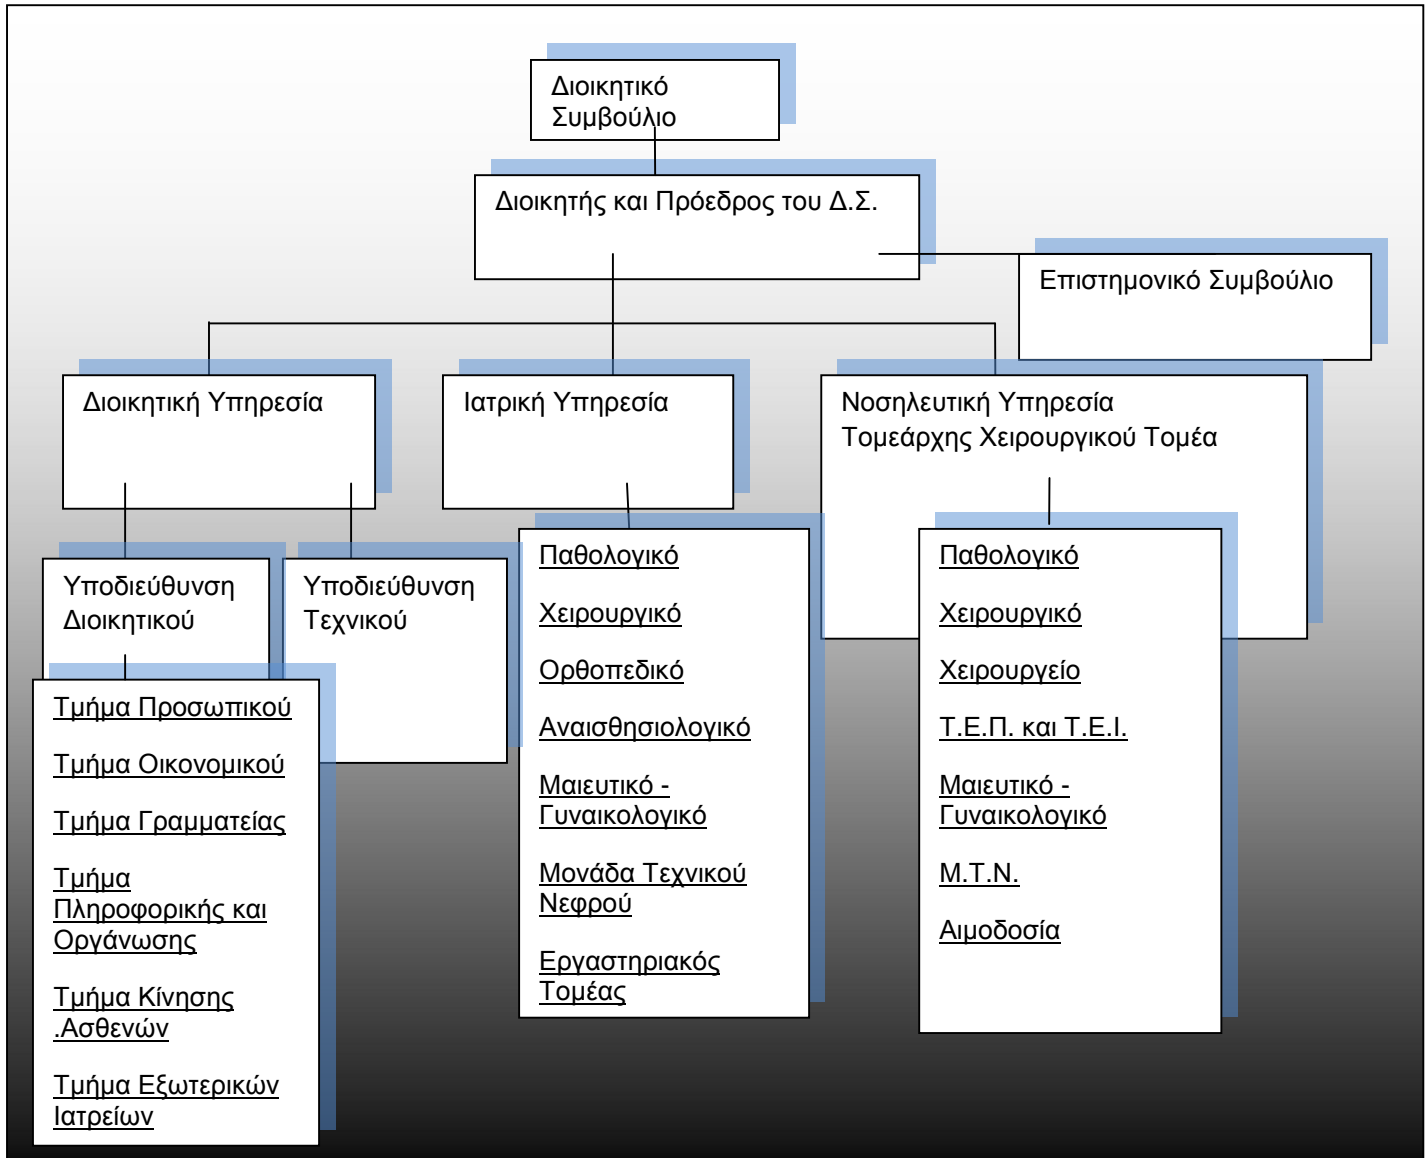 Διοικητικό
Συμβούλιο
Διοικητής και Πρόεδρος του Δ.Σ.
Επιστημονικό Συμβούλιο
Διοικητική Υπηρεσία
Ιατρική Υπηρεσία
Νοσηλευτική Υπηρεσία
Τομεάρχης Χειρουργικού Τομέα
Υποδιεύθυνση
Διοικητικού
Υποδιεύθυνση
Τεχνικού
Τμήμα Προσωπικού
Τμήμα Οικονομικού
Τμήμα Γραμματείας
Τμήμα
Πληροφορικής και
Οργάνωσης
Τμήμα Κίνησης
.Ασθενών
Τμήμα Εξωτερικών
Ιατρείων
Παθολογικό
Χειρουργικό
Ορθοπεδικό
Αναισθησιολογικό
Μαιευτικό -
Γυναικολογικό
Μονάδα Τεχνικού
Νεφρού
Εργαστηριακός
Τομέας
Παθολογικό
Χειρουργικό
Χειρουργείο
Τ.Ε.Π. και Τ.Ε.Ι.
Μαιευτικό -
Γυναικολογικό
Μ.Τ.Ν.
Αιμοδοσία